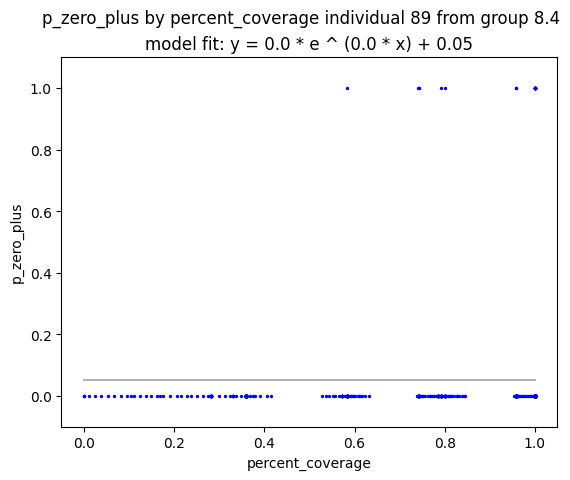 p_zero_plus by percent_coverage individual 89 from group 8.4
model fit: y = 0.0 * e ^ (0.0 * x) + 0.05
1.0
0.8
0.6
0.4
0.2
0.0
p_zero_plus
0.0 0.2 0.4 0.6 0.8 1.0
percent_coverage